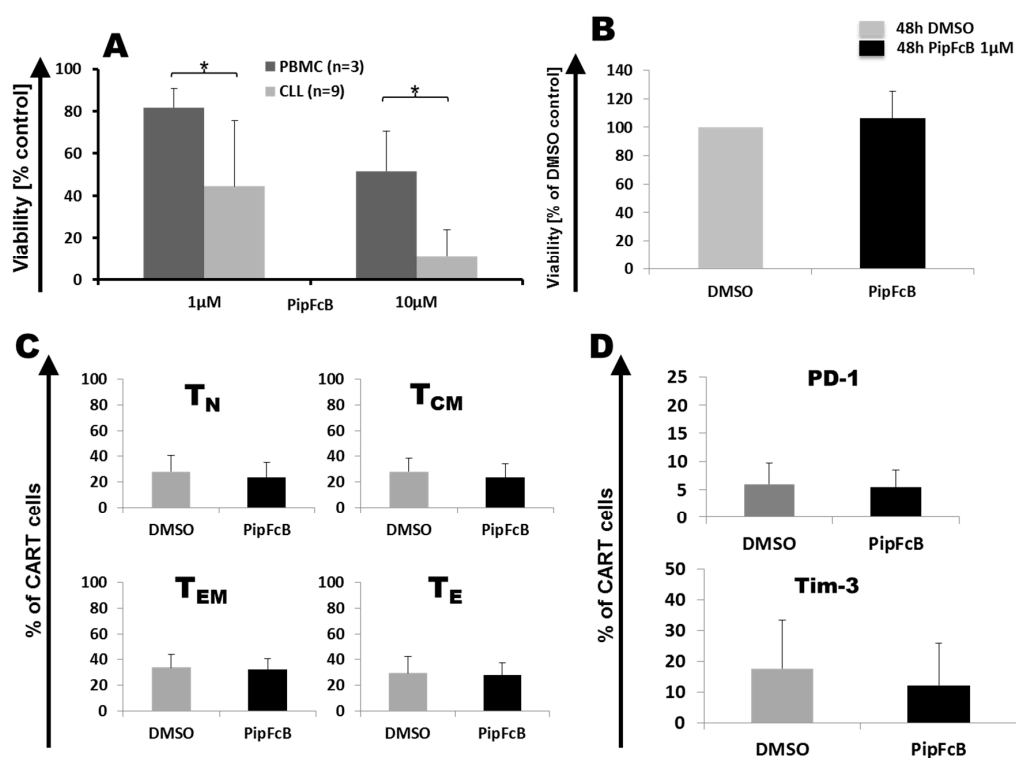 A
Viability [% control]
100
80
60
40
20
0
PBMC (n=3)
CLL (n=9)
*
*
1µM
PipFcB
10µM
B
48h DMSO
48h PipFcB 1µM
Viability [% of DMSO control]
140
120
100
80
60
40
20
0
DMSO
PipFcB
C
% of CART cells
100
80
60
40
20
0
TN
DMSO
PipFcB
100
80
60
40
20
0
TCM
DMSO
PipFcB
100
80
60
40
20
0
TEM
DMSO
PipFcB
100
80
60
40
20
0
TE
DMSO
PipFcB
D
% of CART cells
PD-1
25
20
15
10
5
0
DMSO
PipFcB
Tim-3
50
40
30
20
10
0
DMSO
PipFcB